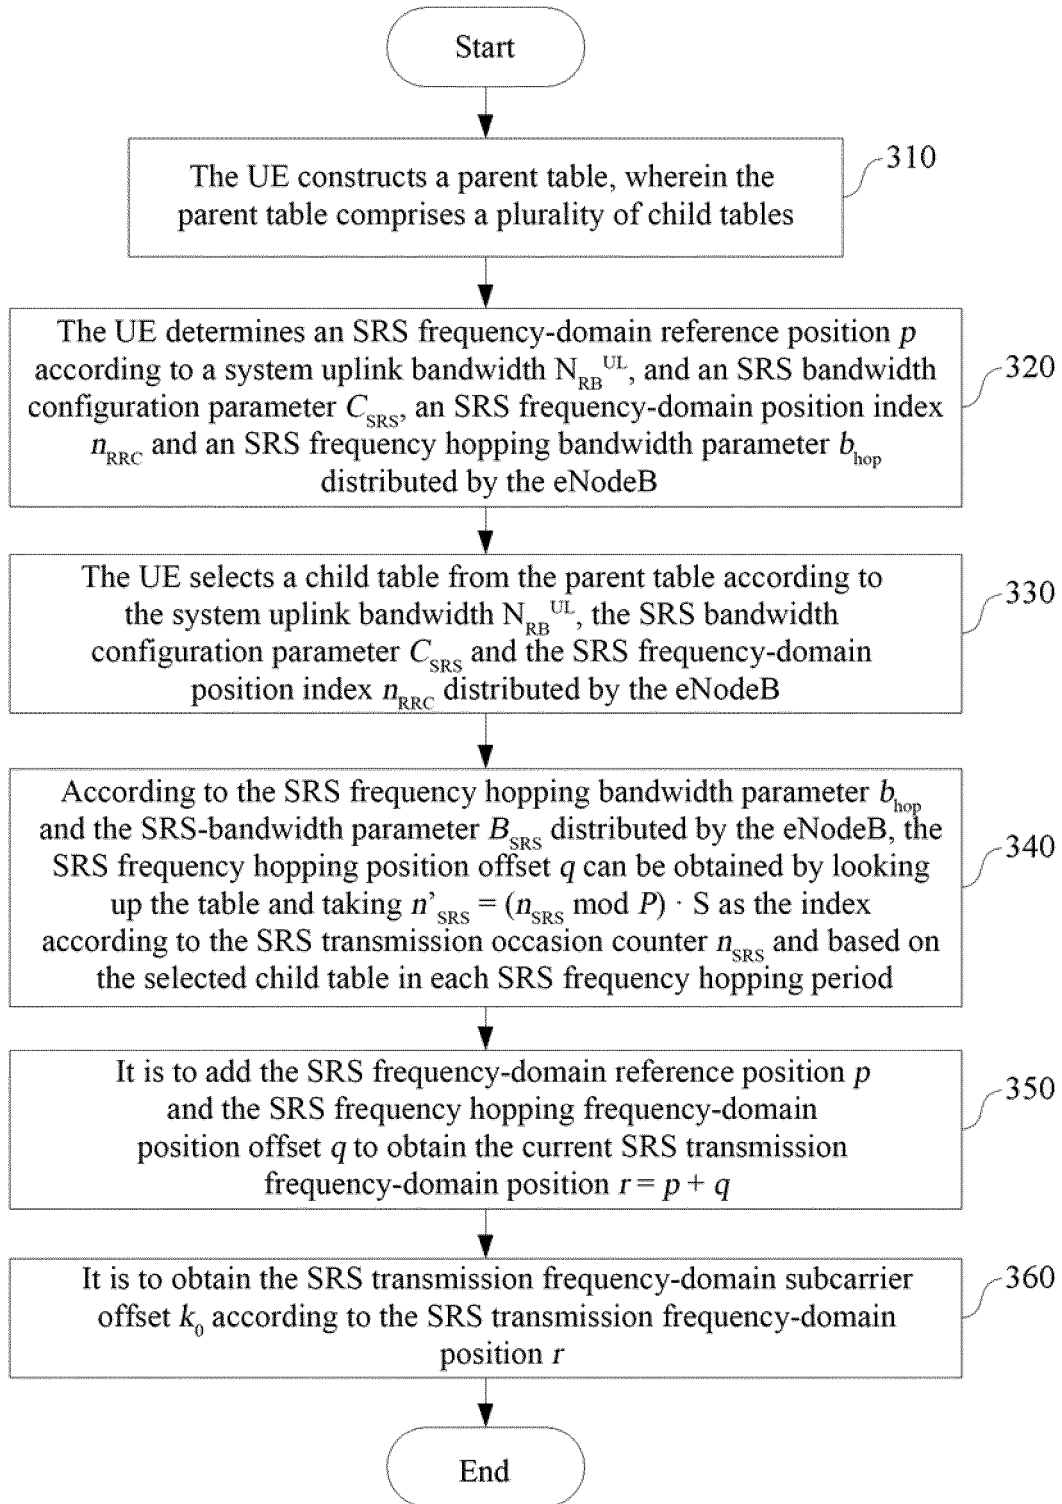 Start
The UE constructs a parent table, wherein the
parent table comprises a plurality of child tables
310
The UE determines an SRS frequency-domain reference position p
according to a system uplink bandwidth N_RB^UL, and an SRS bandwidth
configuration parameter C_SRS, an SRS frequency-domain position index
n_RRC and an SRS frequency hopping bandwidth parameter b_hop
distributed by the eNodeB
320
The UE selects a child table from the parent table according to
the system uplink bandwidth N_RB^UL, the SRS bandwidth
configuration parameter C_SRS and the SRS frequency-domain
position index n_RRC distributed by the eNodeB
330
According to the SRS frequency hopping bandwidth parameter b_hop
and the SRS-bandwidth parameter B_SRS distributed by the eNodeB, the
SRS frequency hopping position offset q can be obtained by looking
up the table and taking n’_SRS = (n_SRS mod P) · S as the index
according to the SRS transmission occasion counter n_SRS and based on
the selected child table in each SRS frequency hopping period
340
It is to add the SRS frequency-domain reference position p
and the SRS frequency hopping frequency-domain
position offset q to obtain the current SRS transmission
frequency-domain position r = p + q
350
It is to obtain the SRS transmission frequency-domain subcarrier
offset k_0 according to the SRS transmission frequency-domain
position r
360
End